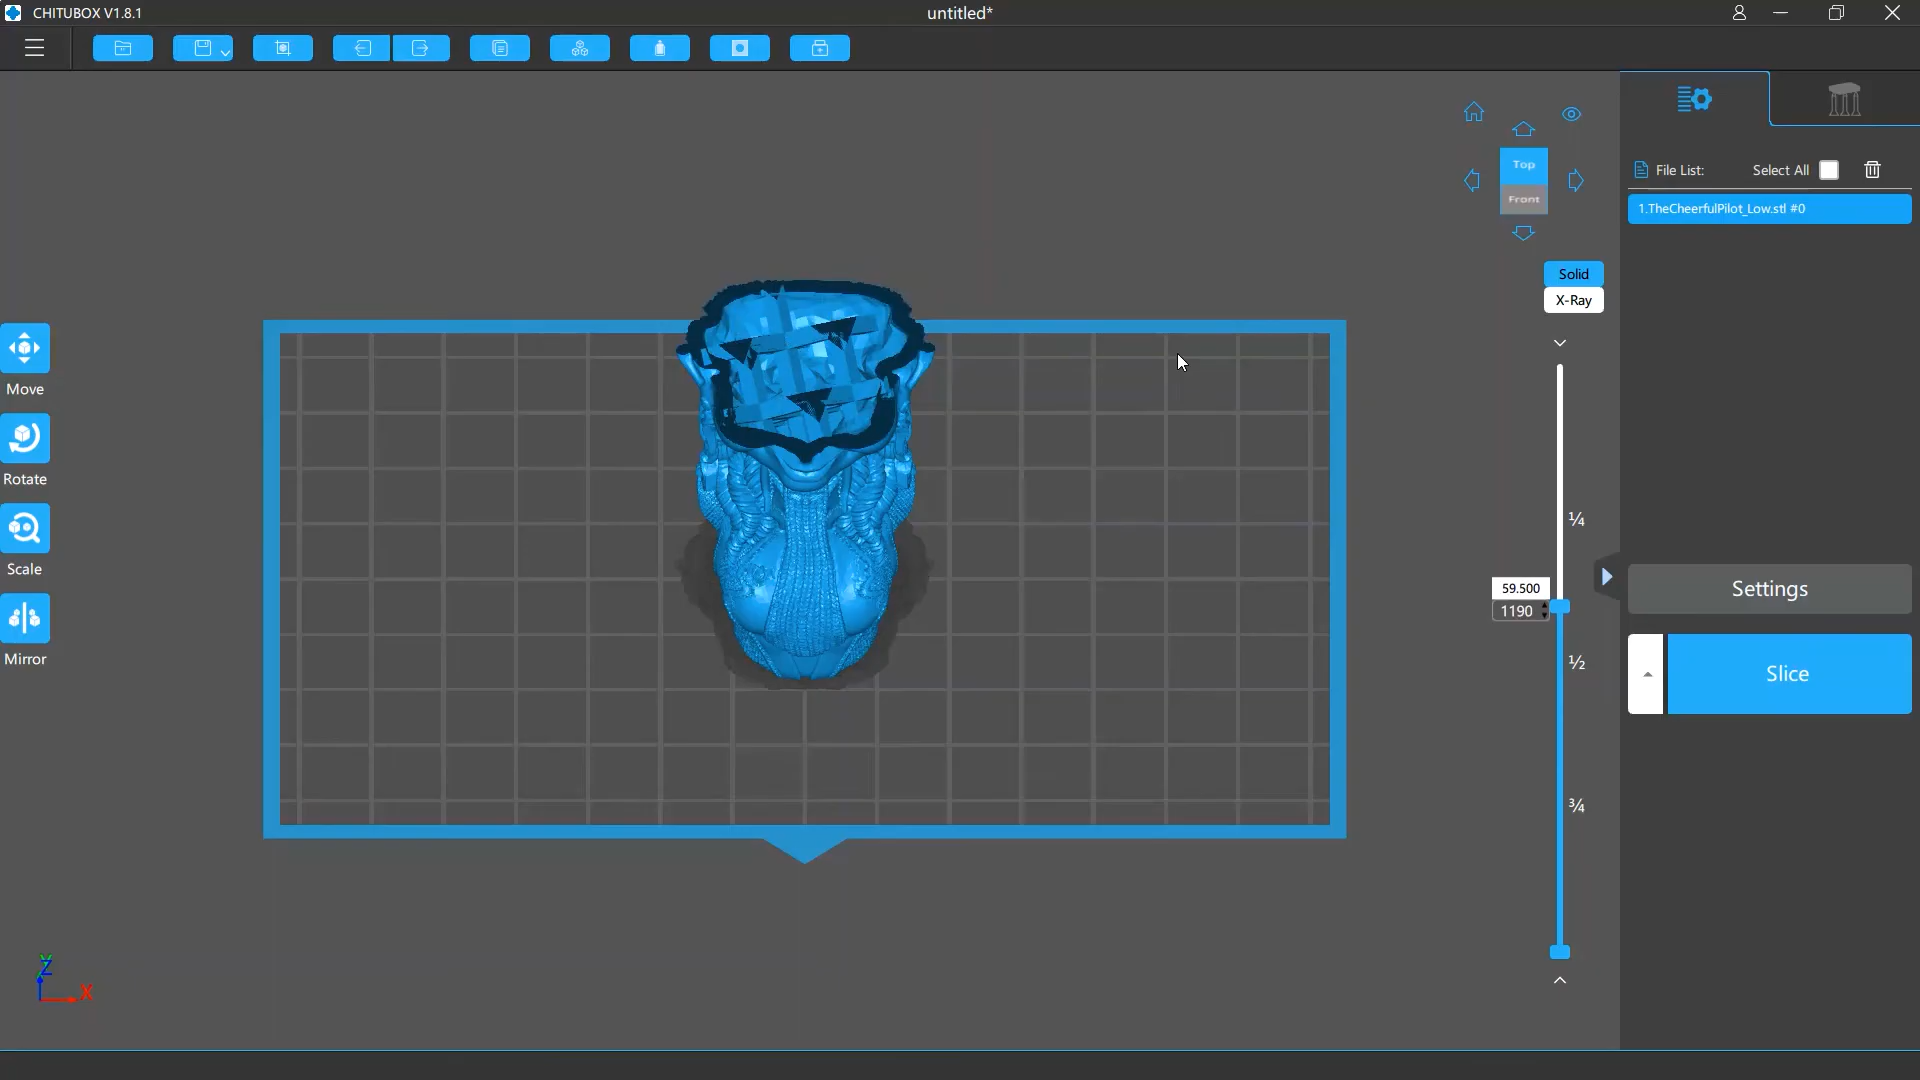 CHITUBOX V1.8.1
untitled*
Top
Front
File List:
Select All
1.TheCheerfulPilot_Low.stl #0
Solid
X-Ray
Move
Rotate
Scale
Mirror
¼
59.500
1190
½
¾
Settings
Slice
Z
Y
X